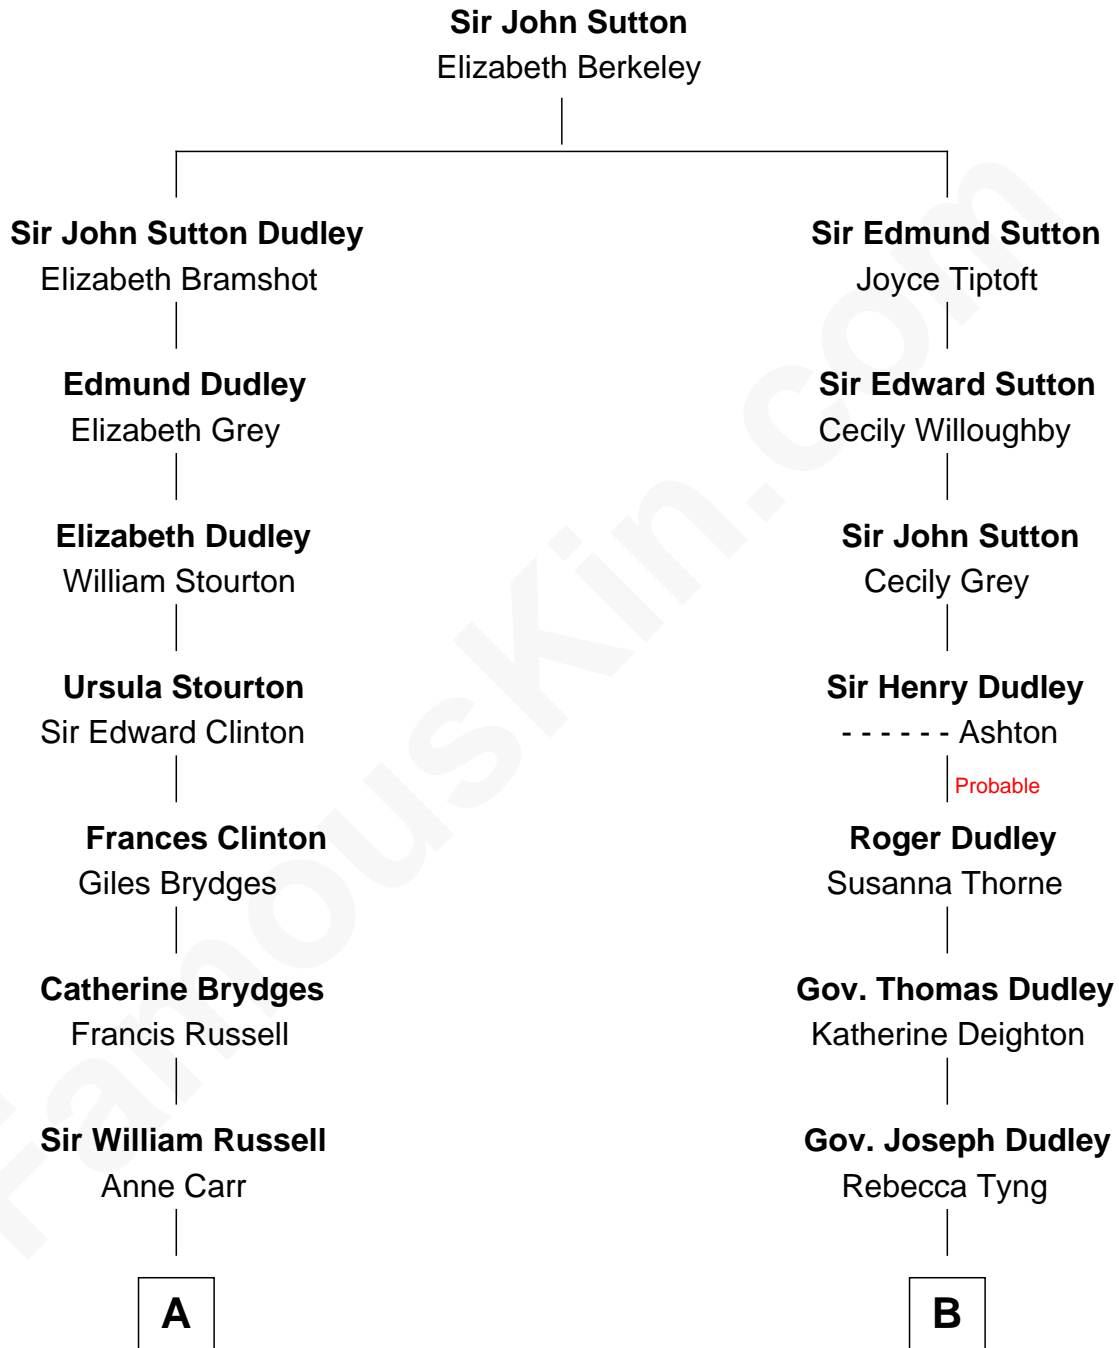 Sir John Sutton
Elizabeth Berkeley
Sir John Sutton Dudley
Elizabeth Bramshot
Sir Edmund Sutton
Joyce Tiptoft
Edmund Dudley
Elizabeth Grey
Sir Edward Sutton
Cecily Willoughby
Elizabeth Dudley
William Stourton
Sir John Sutton
Cecily Grey
Ursula Stourton
Sir Edward Clinton
Sir Henry Dudley
- - - - - - Ashton
Probable
Frances Clinton
Giles Brydges
Roger Dudley
Susanna Thorne
Catherine Brydges
Francis Russell
Gov. Thomas Dudley
Katherine Deighton
Sir William Russell
Anne Carr
Gov. Joseph Dudley
Rebecca Tyng
A
B
FamousKin.com